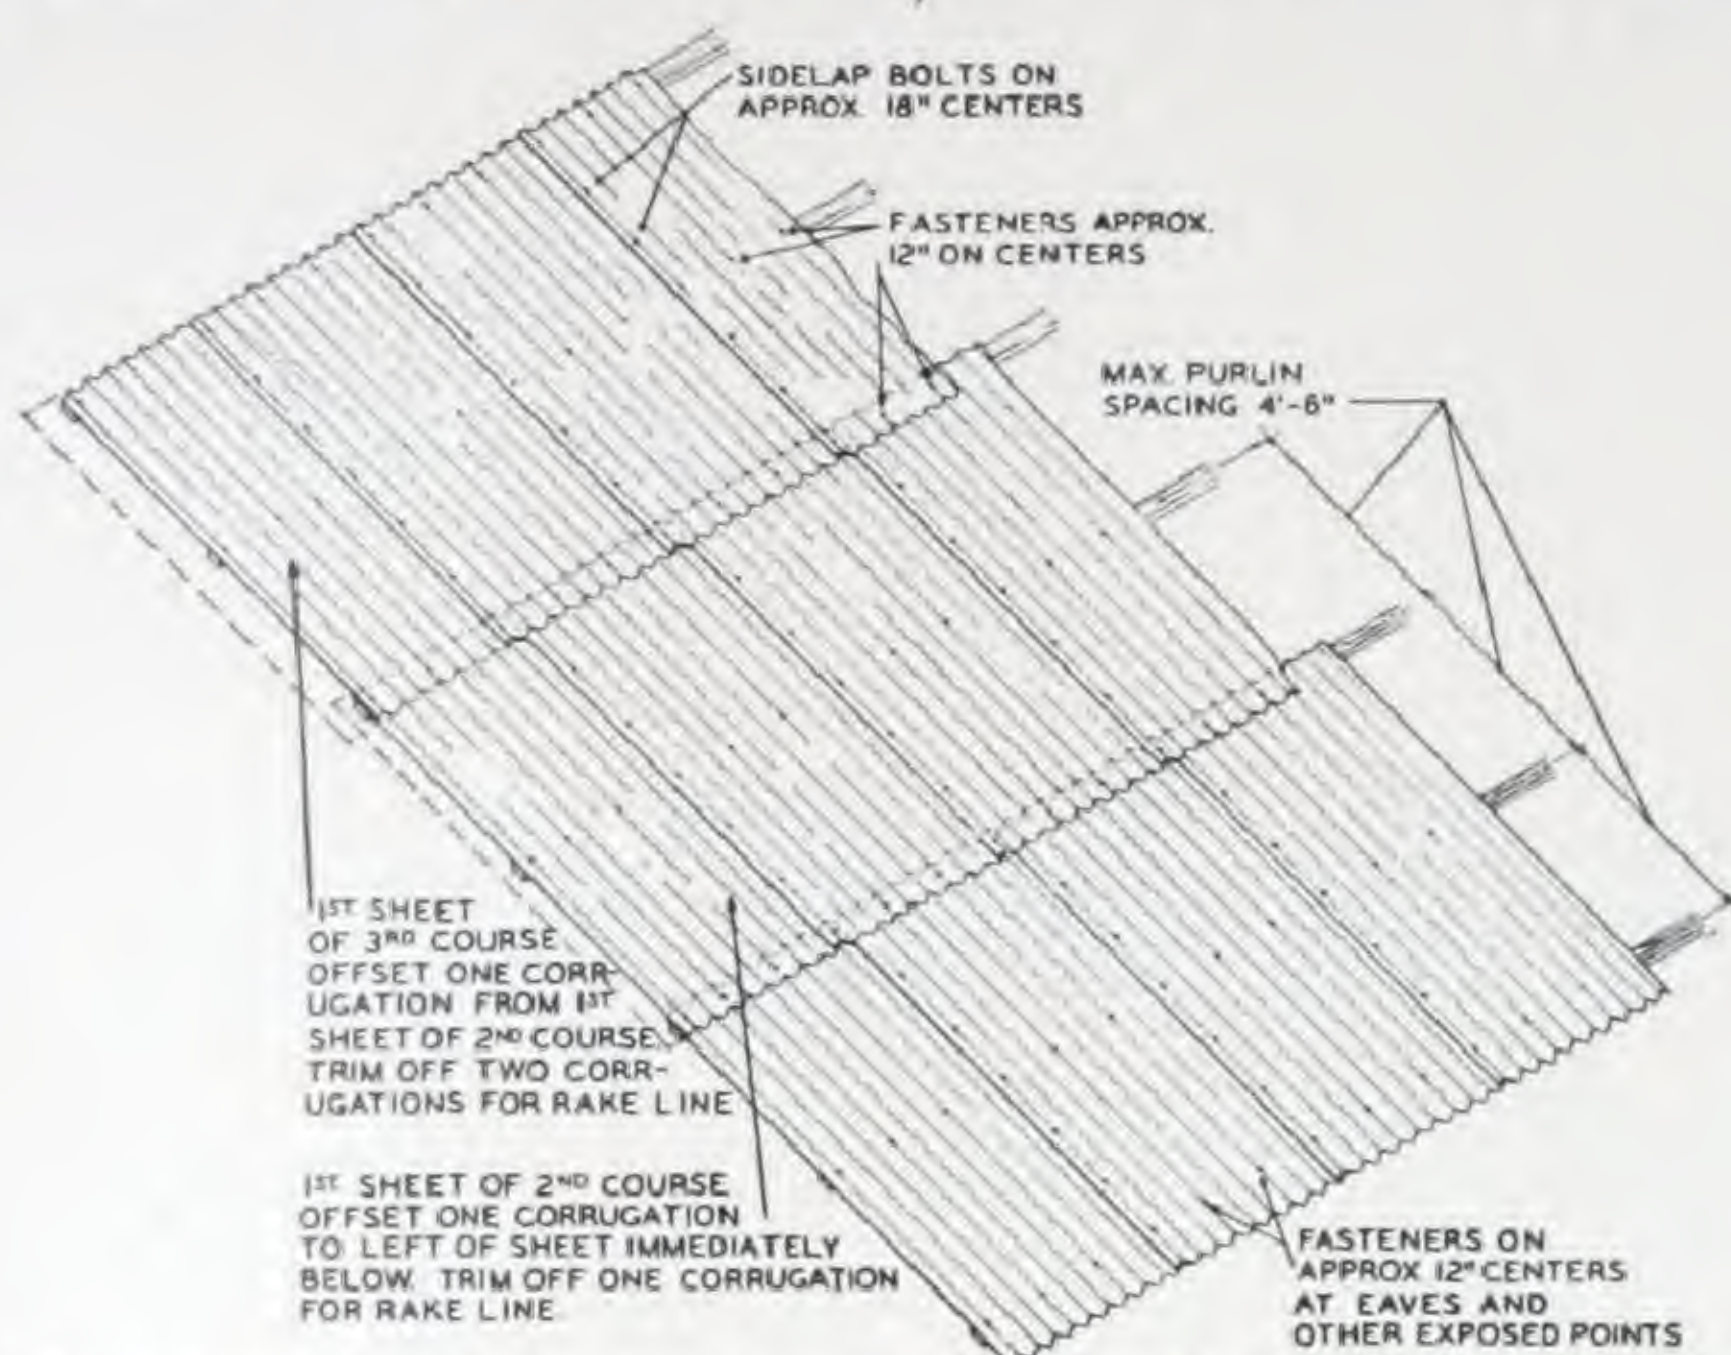 SIDELAP BOLTS ON
APPROX. 18" CENTERS
FASTENERS APPROX.
12" ON CENTERS
MAX. PURLIN
SPACING 4'-6"
1ST SHEET
OF 3RD COURSE
OFFSET ONE CORR-
UGATION FROM 1ST
SHEET OF 2ND COURSE.
TRIM OFF TWO CORR-
UGATIONS FOR RAKE LINE
1ST SHEET OF 2ND COURSE
OFFSET ONE CORRUGATION
TO LEFT OF SHEET IMMEDIATELY
BELOW. TRIM OFF ONE CORRUGATION
FOR RAKE LINE
FASTENERS ON
APPROX 12" CENTERS
AT EAVES AND
OTHER EXPOSED POINTS